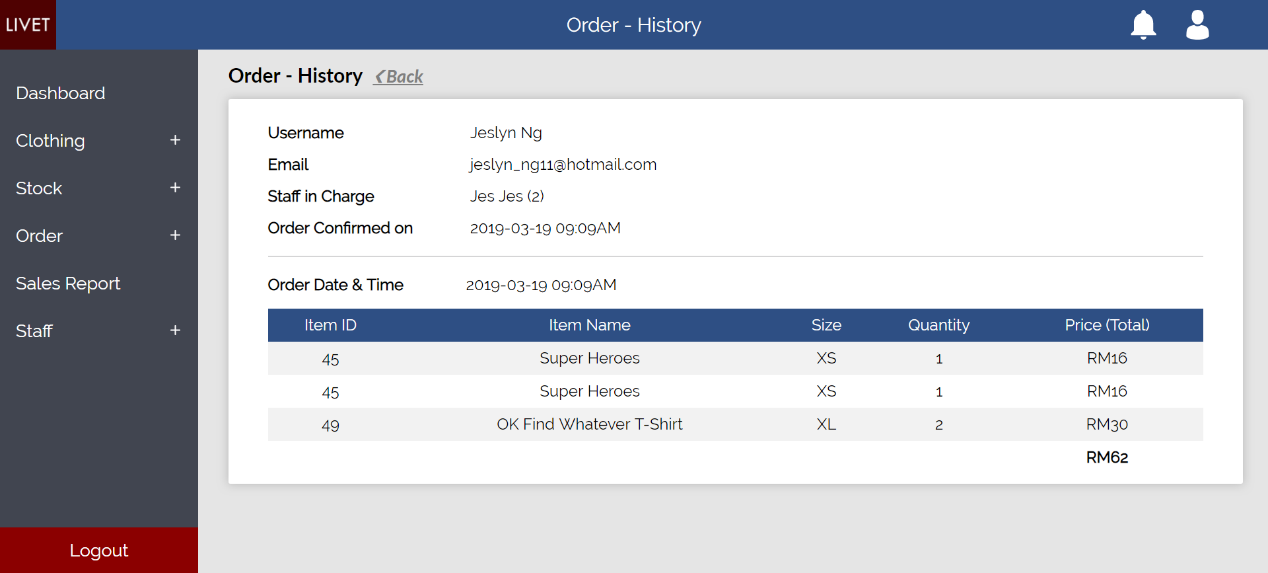 LIVET
Order - History
Dashboard
Clothing +
Stock +
Order +
Sales Report
Staff +
Logout
Order - History Back
Username Jeslyn Ng
Email jeslyn_ng11@hotmail.com
Staff in Charge Jes Jes (2)
Order Confirmed on 2019-03-19 09:09AM
Order Date & Time 2019-03-19 09:09AM
Item ID Item Name Size Quantity Price (Total)
45 Super Heroes XS 1 RM16
45 Super Heroes XS 1 RM16
49 OK Find Whatever T-Shirt XL 2 RM30
RM62